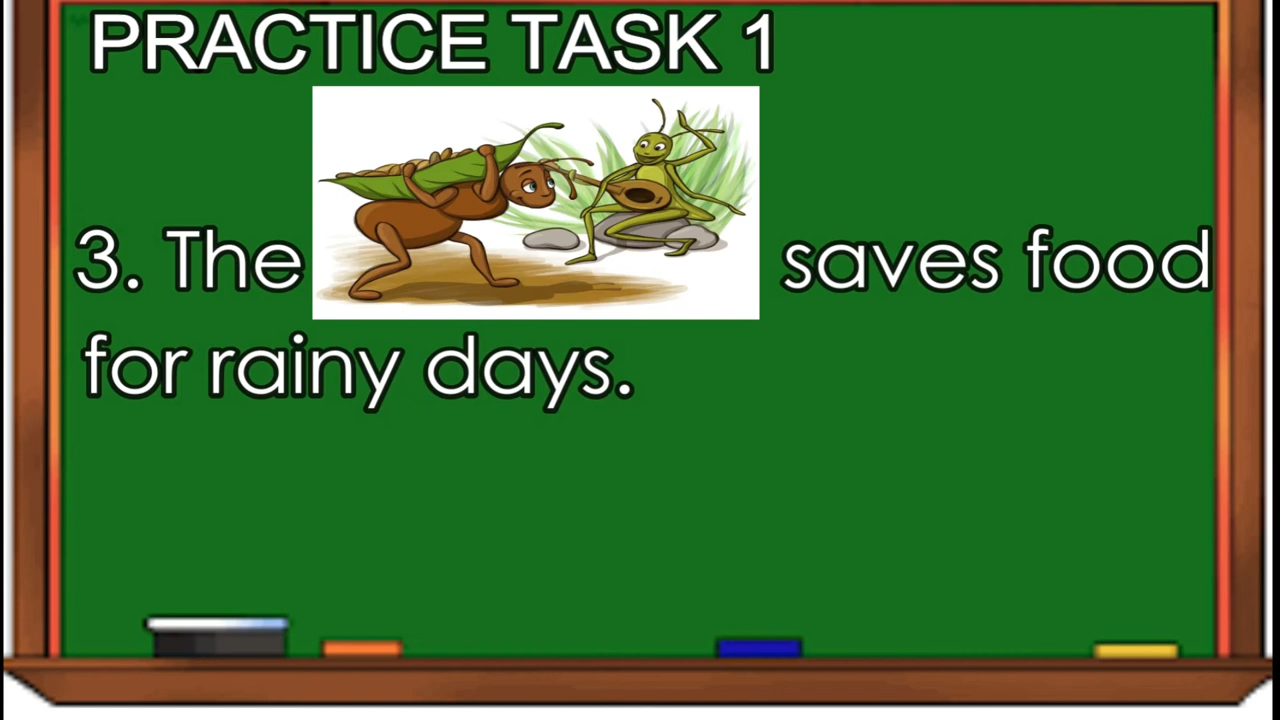 PRACTICE TASK 1
3. The saves food
for rainy days.